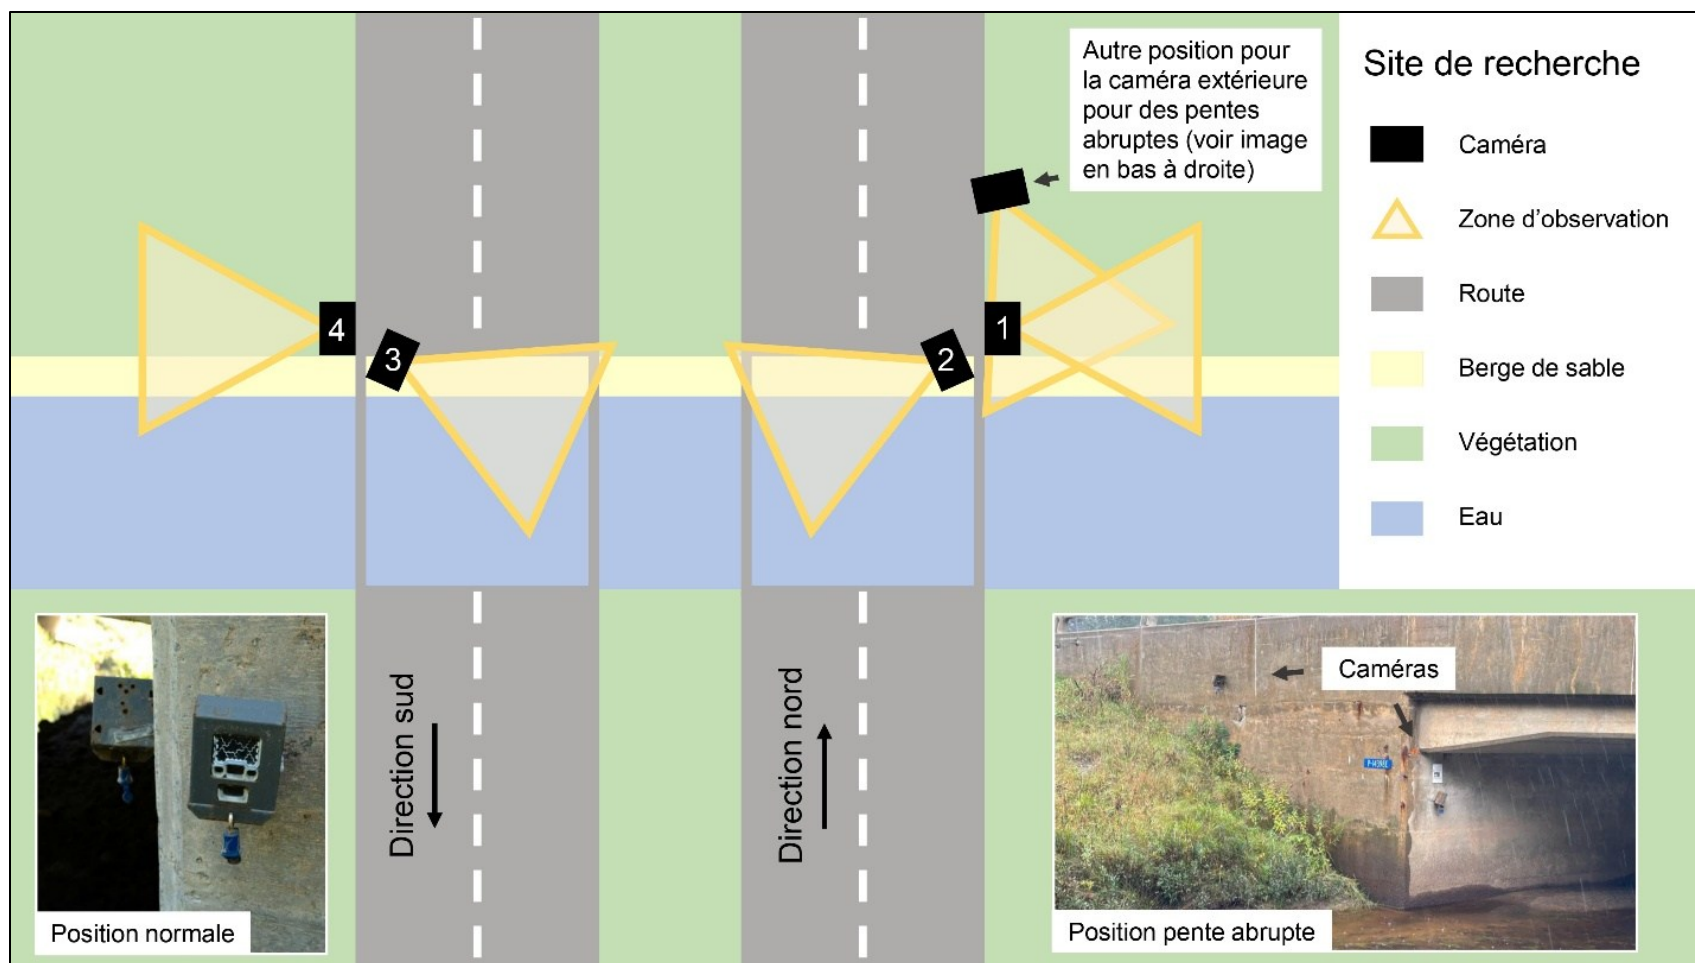 Autre position pour
la caméra extérieure
pour des pentes
abruptes (voir image
en bas à droite)
Site de recherche
Caméra
Zone d'observation
Route
Berge de sable
Végétation
Eau
4
3
2
1
Direction sud
Direction nord
Caméras
Position normale
Position pente abrupte